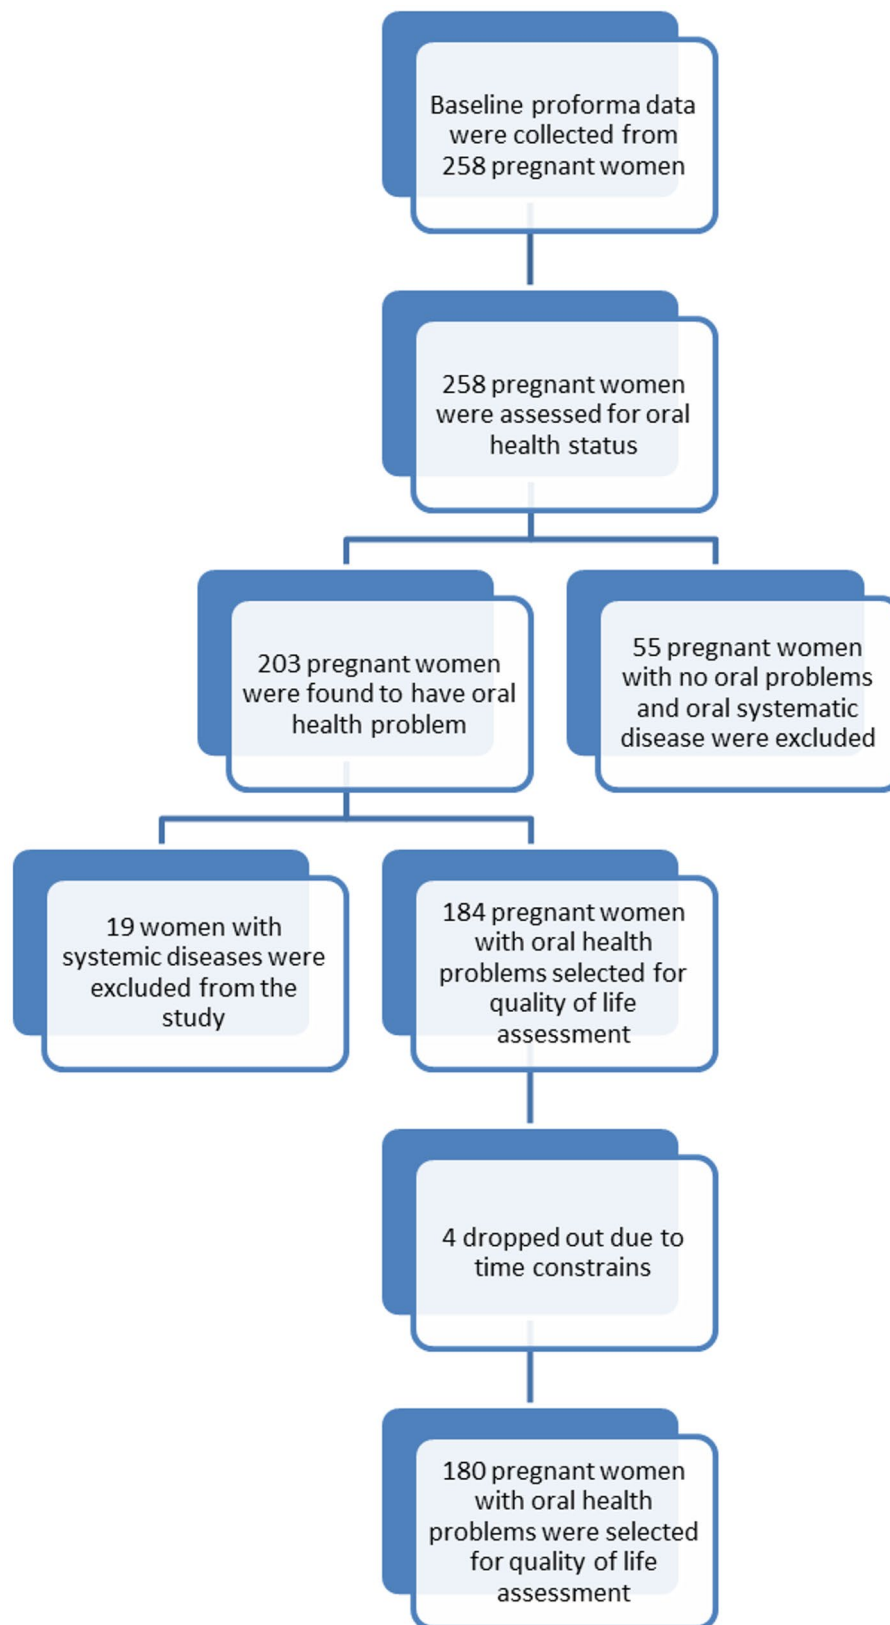 Baseline proforma data
were collected from
258 pregnant women
258 pregnant women
were assessed for oral
health status
203 pregnant women
were found to have oral
health problem
55 pregnant women
with no oral problems
and oral systematic
disease were excluded
19 women with
systemic diseases were
excluded from the
study
184 pregnant women
with oral health
problems selected for
quality of life
assessment
4 dropped out due to
time constrains
180 pregnant women
with oral health
problems were selected
for quality of life
assessment